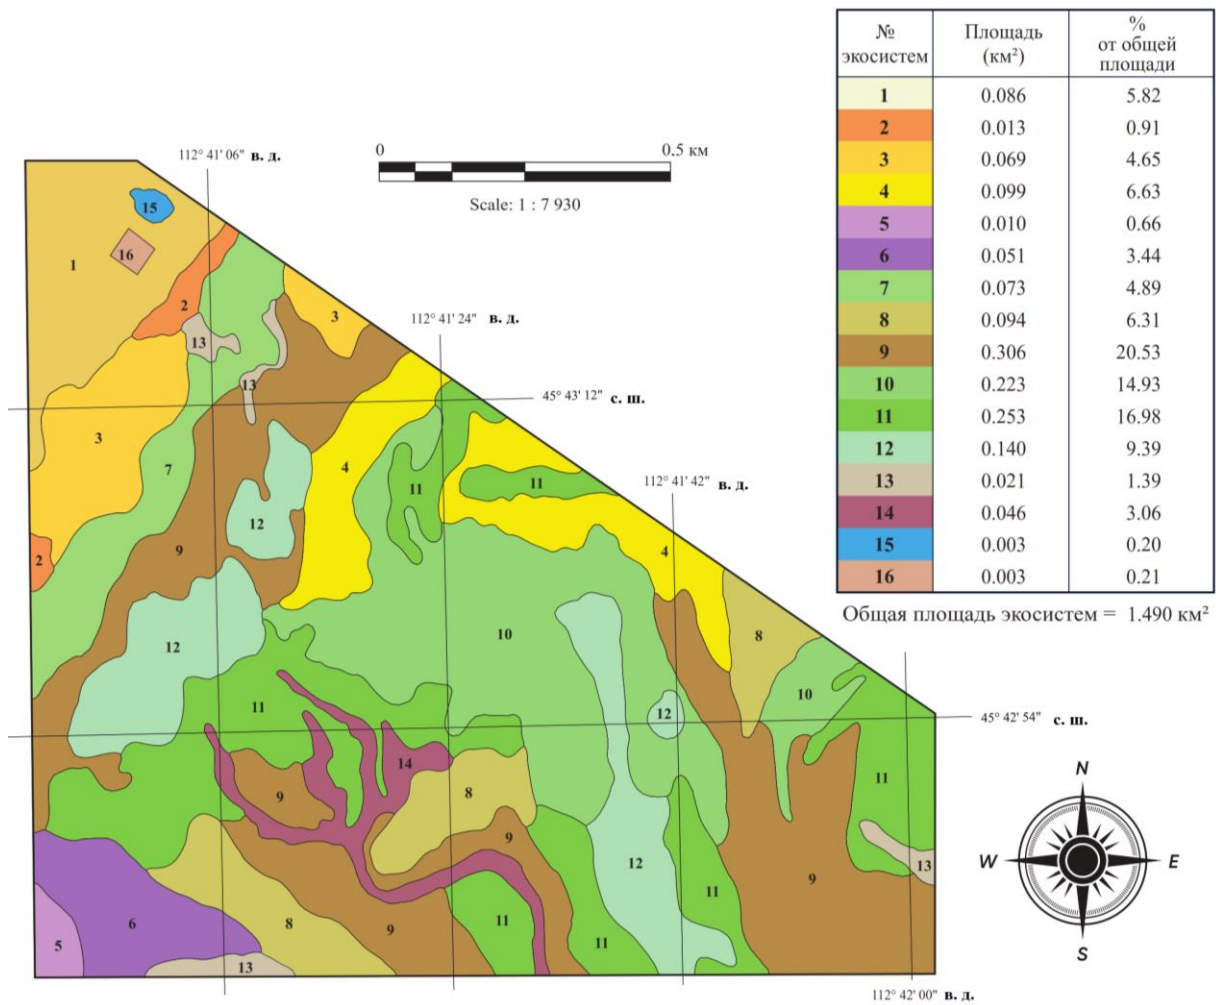 № экосистем Площадь (км²) % от общей площади
1 0.086 5.82
2 0.013 0.91
3 0.069 4.65
4 0.099 6.63
5 0.010 0.66
6 0.051 3.44
7 0.073 4.89
8 0.094 6.31
9 0.306 20.53
10 0.223 14.93
11 0.253 16.98
12 0.140 9.39
13 0.021 1.39
14 0.046 3.06
15 0.003 0.20
16 0.003 0.21
Общая площадь экосистем = 1.490 км²
0 0.5 км
Scale: 1 : 7 930
112° 41' 06" в. д.
15
16
1
2
3
112° 41' 24" в. д.
13
13
45° 43' 12" с. ш.
3
7
4
11
11
112° 41' 42" в. д.
12
9
2
4
10
8
12
10
11
12
45° 42' 54" с. ш.
14
11
9
8
9
12
11
9
13
6
5
8
9
11
11
13
N
W
E
S
112° 42' 00" в. д.